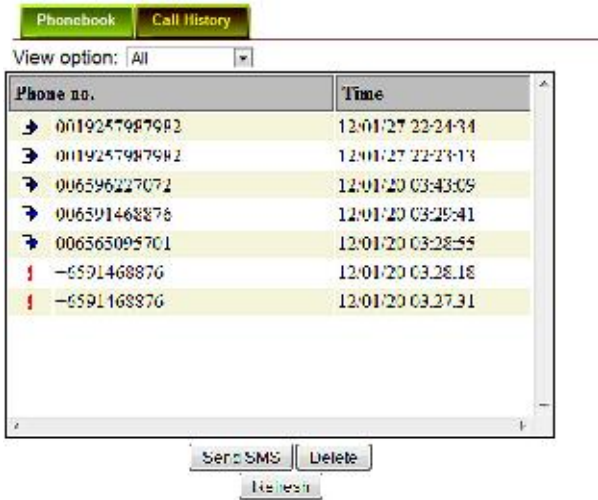 Phonebook Call History
View option: All
Phone no. Time
0019257987982 12/01/27 22:24:34
0019257987982 12/01/27 22:23:13
006596227072 12/01/20 03:43:09
006591468876 12/01/20 03:29:41
006565095701 12/01/20 03:28:55
+6591468876 12/01/20 03:28:18
+6591468876 12/01/20 03:27:31
Send SMS Delete
Refresh